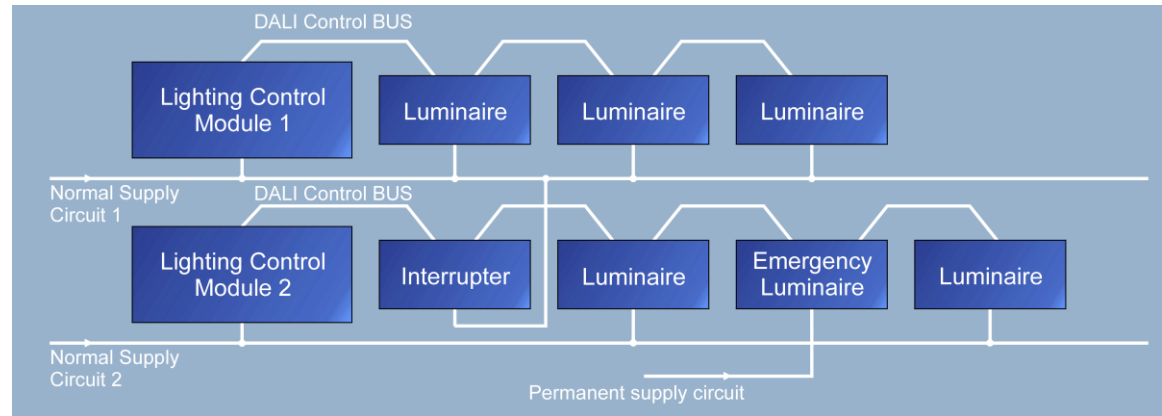 DALI Control BUS
Lighting Control
Module 1
Luminaire
Luminaire
Luminaire
Normal Supply
Circuit 1
DALI Control BUS
Lighting Control
Module 2
Interrupter
Luminaire
Emergency
Luminaire
Luminaire
Normal Supply
Circuit 2
Permanent supply circuit